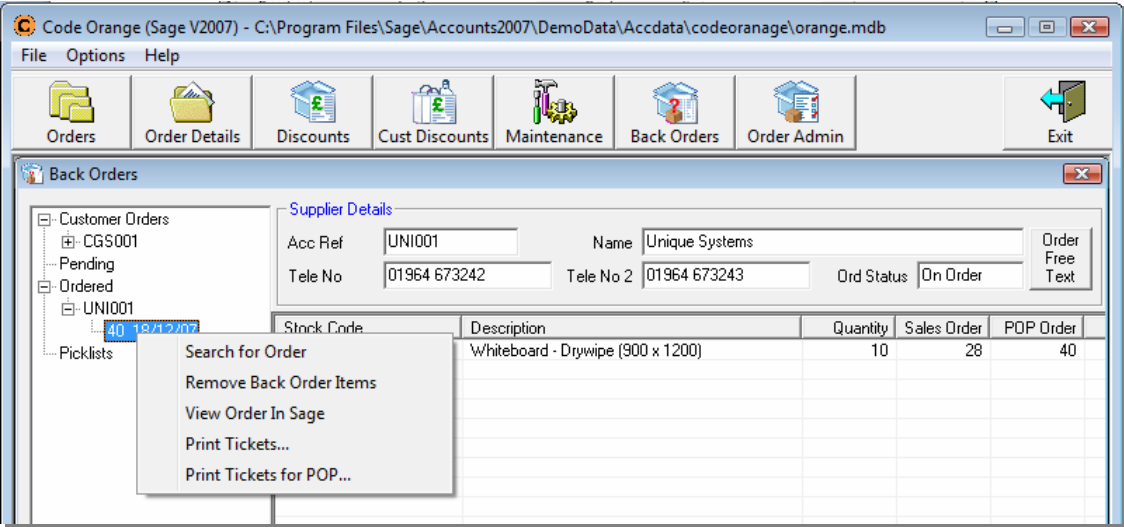 Code Orange (Sage V2007) - C:\Program Files\Sage\Accounts2007\DemoData\Accdata\codeoranage\orange.mdb
File Options Help
Orders Order Details Discounts Cust Discounts Maintenance Back Orders Order Admin Exit
Back Orders
Customer Orders
CGS001
Pending
Ordered
UNI001
40 18/12/07
Picklists
Supplier Details
Acc Ref UNI001 Name Unique Systems
Tele No 01964 673242 Tele No 2 01964 673243 Ord Status On Order
Order
Free
Text
Stock Code Description Quantity Sales Order POP Order
Whiteboard - Drywipe (900 x 1200) 10 28 40
Search for Order
Remove Back Order Items
View Order In Sage
Print Tickets...
Print Tickets for POP...